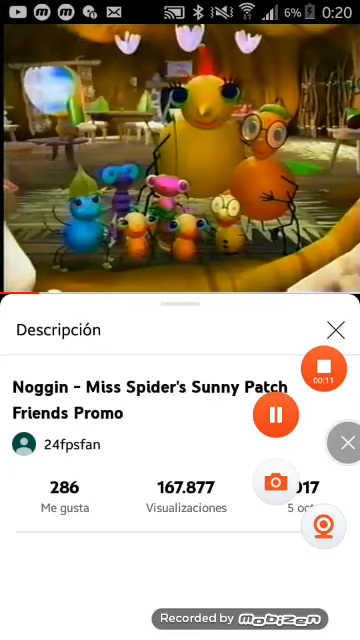 6% 0:20
Descripción
00:11
Noggin - Miss Spider's Sunny Patch
Friends Promo
24fpsfan
286 167.877 017
Me gusta Visualizaciones 5 oct
Recorded by mobizen